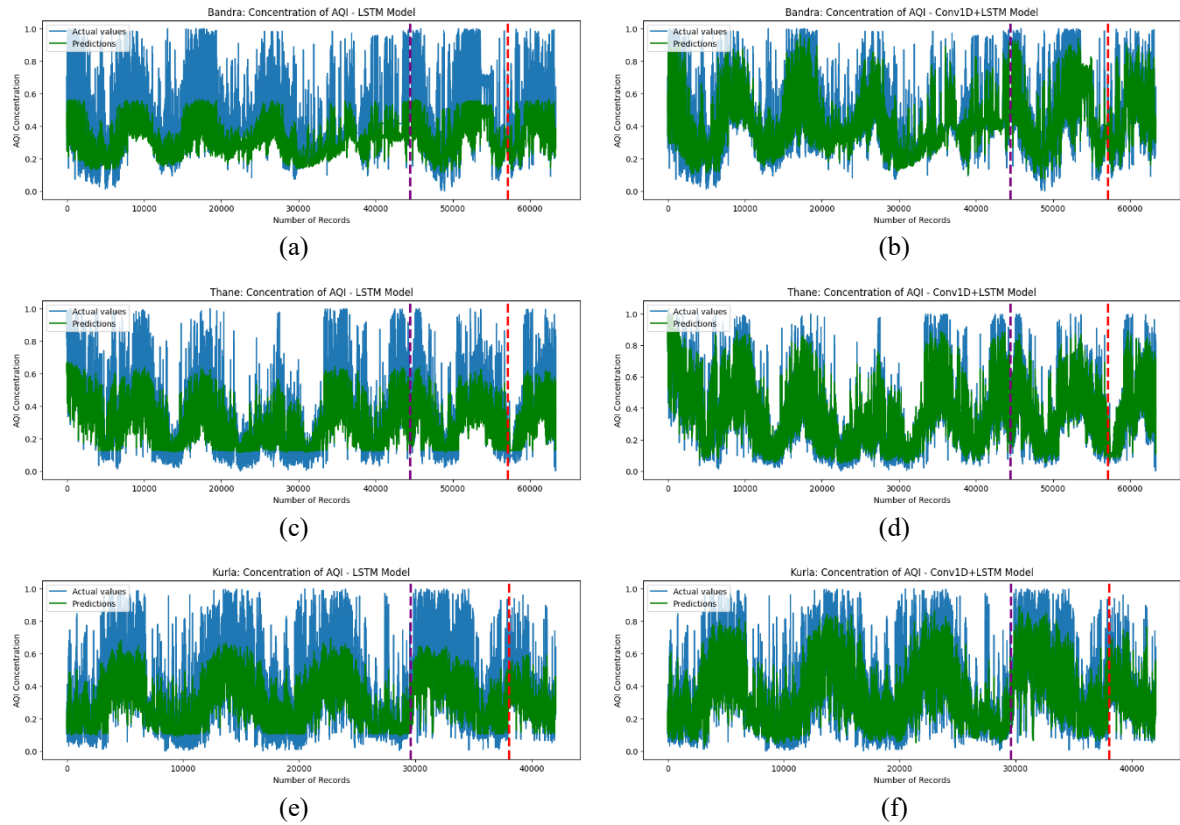 Bandra: Concentration of AQI - LSTM Model
Actual values
Predictions
AQI Concentration
1.0
0.8
0.6
0.4
0.2
0.0
0 10000 20000 30000 40000 50000 60000
Number of Records
(a)
Bandra: Concentration of AQI - Conv1D+LSTM Model
Actual values
Predictions
AQI Concentration
1.0
0.8
0.6
0.4
0.2
0.0
0 10000 20000 30000 40000 50000 60000
Number of Records
(b)
Thane: Concentration of AQI - LSTM Model
Actual values
Predictions
AQI Concentration
1.0
0.8
0.6
0.4
0.2
0.0
0 10000 20000 30000 40000 50000 60000
Number of Records
(c)
Thane: Concentration of AQI - Conv1D+LSTM Model
Actual values
Predictions
AQI Concentration
1.0
0.8
0.6
0.4
0.2
0.0
0 10000 20000 30000 40000 50000 60000
Number of Records
(d)
Kurla: Concentration of AQI - LSTM Model
Actual values
Predictions
AQI Concentration
1.0
0.8
0.6
0.4
0.2
0.0
0 10000 20000 30000 40000
Number of Records
(e)
Kurla: Concentration of AQI - Conv1D+LSTM Model
Actual values
Predictions
AQI Concentration
1.0
0.8
0.6
0.4
0.2
0.0
0 10000 20000 30000 40000
Number of Records
(f)